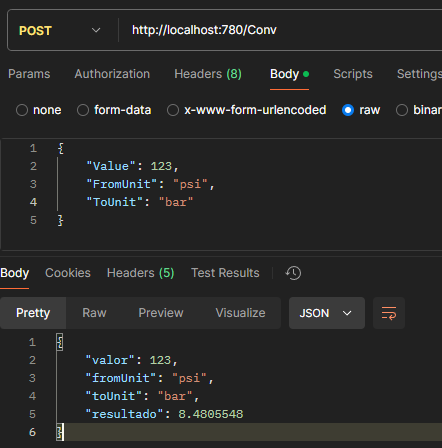 POST http://localhost:780/Conv
Params Authorization Headers (8) Body Scripts Settings
none form-data x-www-form-urlencoded raw
1 {
2 "Value": 123,
3 "FromUnit": "psi",
4 "ToUnit": "bar"
5 }
Body Cookies Headers (5) Test Results
Pretty Raw Preview Visualize JSON
1 {
2 "valor": 123,
3 "fromUnit": "psi",
4 "toUnit": "bar",
5 "resultado": 8.4805548
6 }